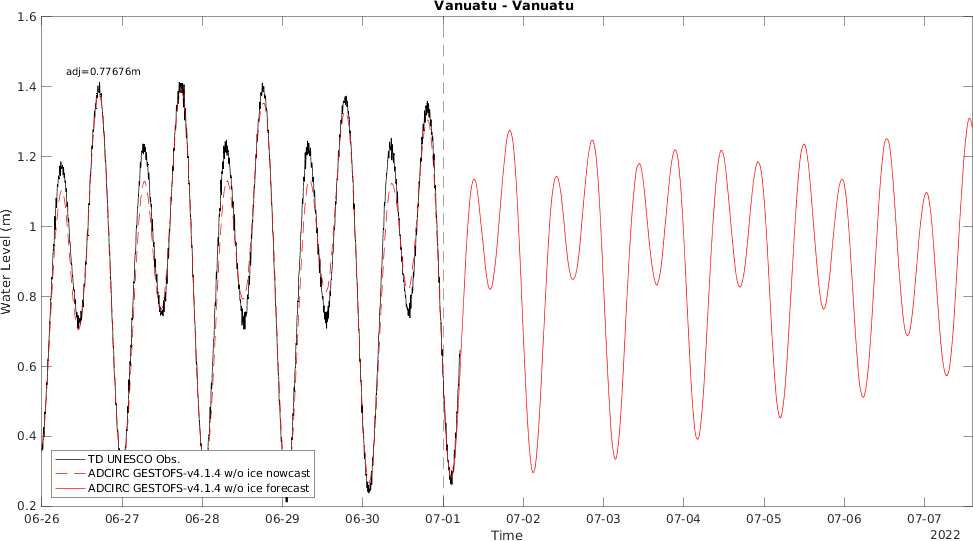 Vanuatu - Vanuatu
1.6
adj=0.77676m
1.4
1.2
1
0.8
0.6
0.4
0.2
Water Level (m)
TD UNESCO Obs.
ADCIRC GESTOFS-v4.1.4 w/o ice nowcast
ADCIRC GESTOFS-v4.1.4 w/o ice forecast
06-26 06-27 06-28 06-29 06-30 07-01 07-02 07-03 07-04 07-05 07-06 07-07
2022
Time